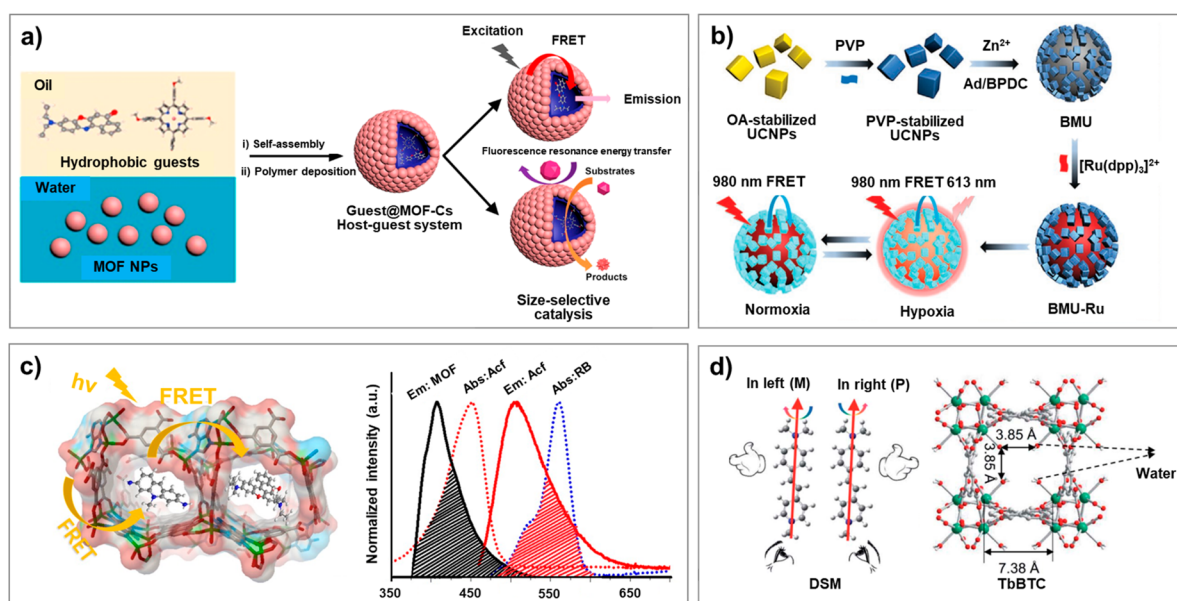 a)
Excitation
FRET
Oil
Hydrophobic guests
Water
MOF NPs
i) Self-assembly
ii) Polymer deposition
Guest@MOF-Cs
Host-guest system
Emission
Fluorescence resonance energy transfer
Substrates
Products
Size-selective
catalysis
b)
PVP
Zn²⁺
Ad/BPDC
OA-stabilized
UCNPs
PVP-stabilized
UCNPs
BMU
[Ru(dpp)₃]²⁺
980 nm FRET
980 nm FRET 613 nm
Normoxia
Hypoxia
BMU-Ru
c)
hv
FRET
FRET
Em: MOF
Abs:Acf
Em: Acf
Abs:RB
Normalized intensity (a.u.)
350
450
550
650
d)
In left (M)
In right (P)
DSM
3.85 Å
3.85 Å
Water
7.38 Å
TbBTC